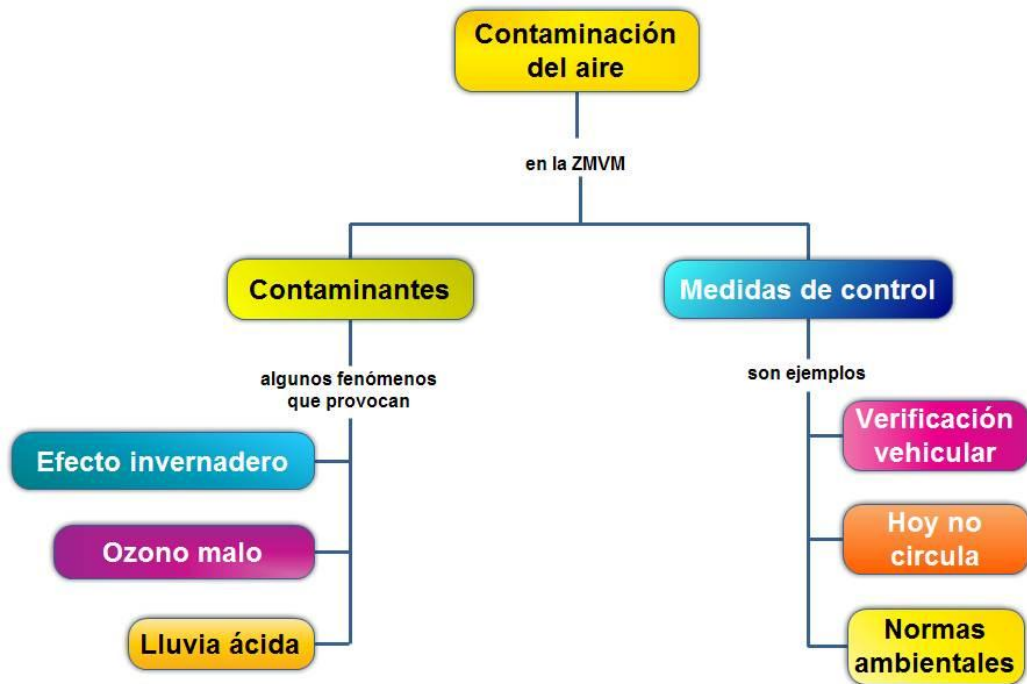 Contaminación
del aire
en la ZMVM
Contaminantes
algunos fenómenos
que provocan
Efecto invernadero
Ozono malo
Lluvia ácida
Medidas de control
son ejemplos
Verificación
vehicular
Hoy no
circula
Normas
ambientales